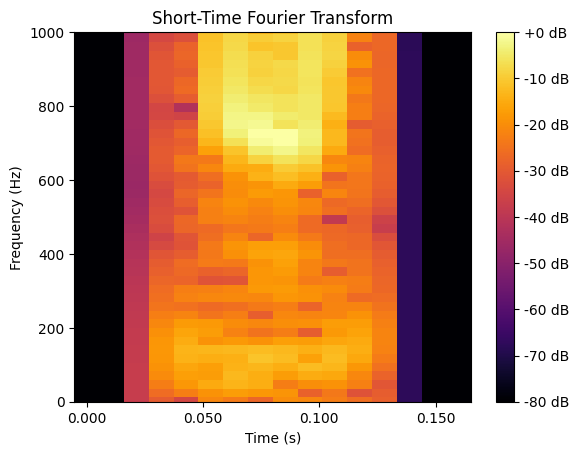 Short-Time Fourier Transform
Frequency (Hz)
1000
800
600
400
200
0
0.000
0.050
0.100
0.150
Time (s)
+0 dB
-10 dB
-20 dB
-30 dB
-40 dB
-50 dB
-60 dB
-70 dB
-80 dB